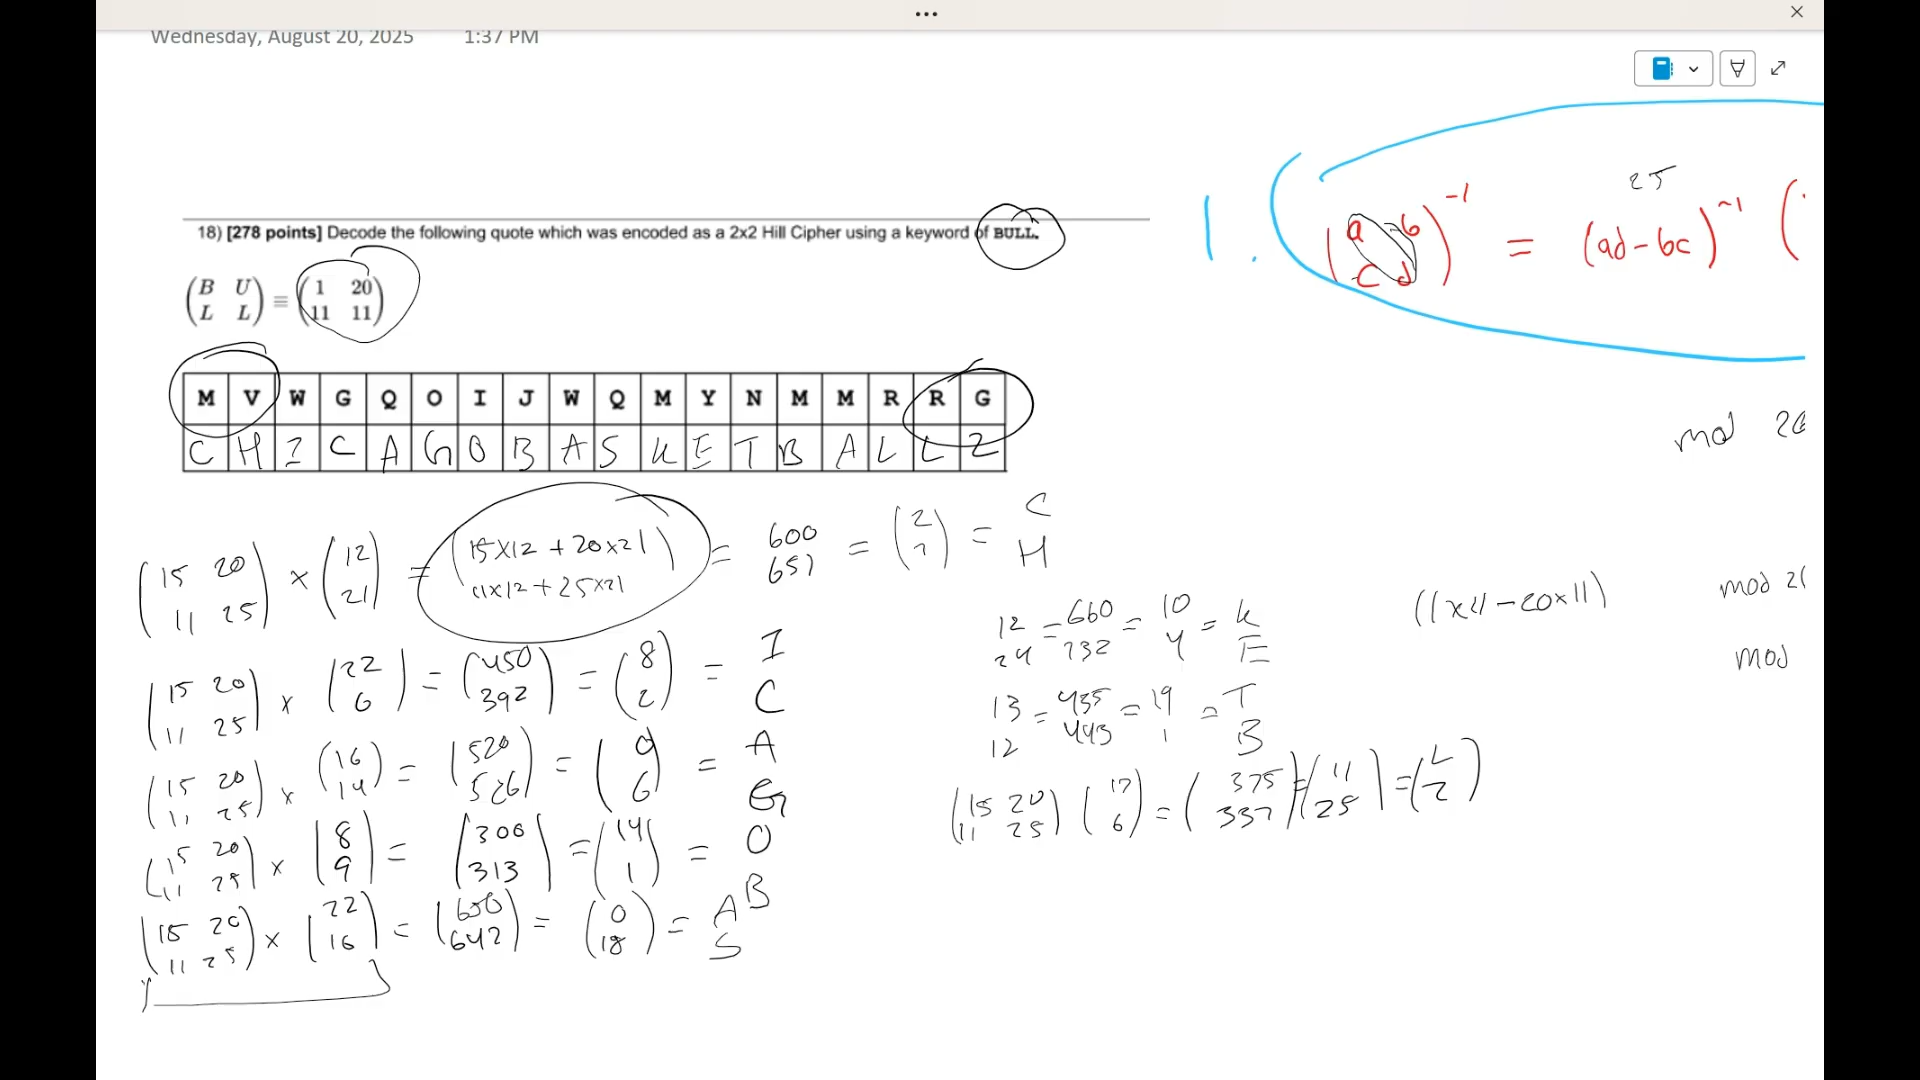 Wednesday, August 20, 2025 1:37 PM
18) [278 points] Decode the following quote which was encoded as a 2x2 Hill Cipher using a keyword of BULL.
(B U ≡ (1 20
L L) 11 11)
M V W G Q O I J W Q M Y N M M R R G
C H I C A G O B A S K E T B A L L Z
(15 20 × (12 = (15×12 + 20×21) = 600 = (2 = C
11 25) 21) 11×12 + 25×21 657 7) H
(15 20 × (22 = (450 = (8 = I
11 25) 6) 392) 2) C
(15 20 × (16 = (520 = (0 = A
11 25) 14) 526) 6) G
(15 20 × (8 = (300 = (14 = O
11 25) 9) 313) 1) B
(15 20 × (22 = (650 = (0 = A
11 25) 16) 642) 18) S
12 = 660 = 10 = K
24 732 4 E
13 = 435 = 19 = T
12 443 1 B
(15 20 (17 = (375 = (11 = (L
11 25) 6) 337) 25) Z)
1.
25
(a -b
-c d)^-1 = (ad-bc)^-1 (
mod 26
(1×11-20×11) mod 2(
mod